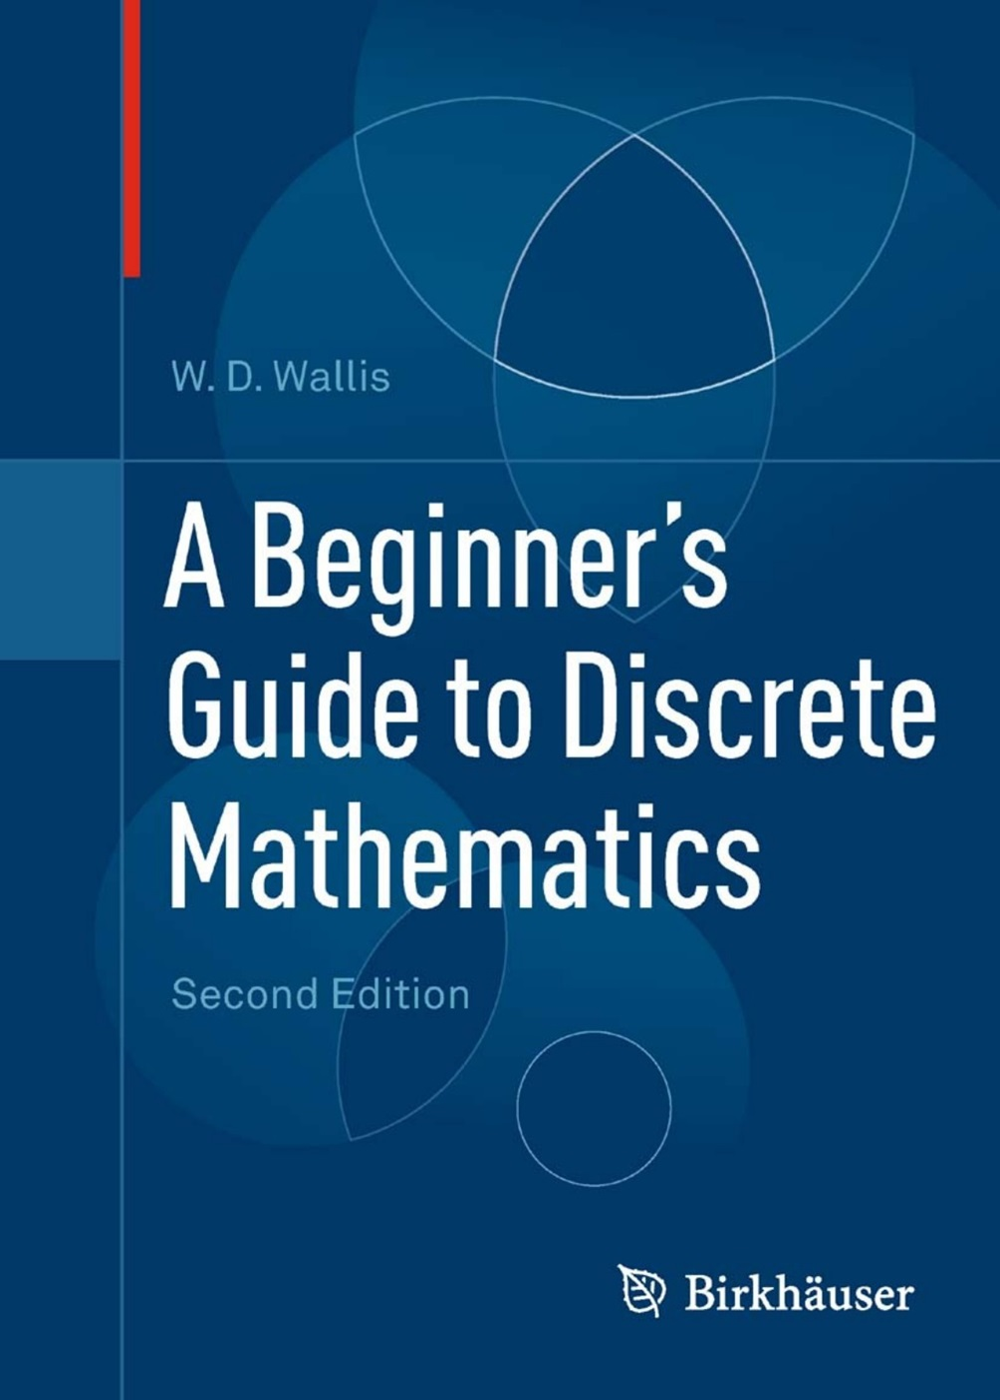 W. D. Wallis
A Beginner's
Guide to Discrete
Mathematics
Second Edition
Birkhäuser